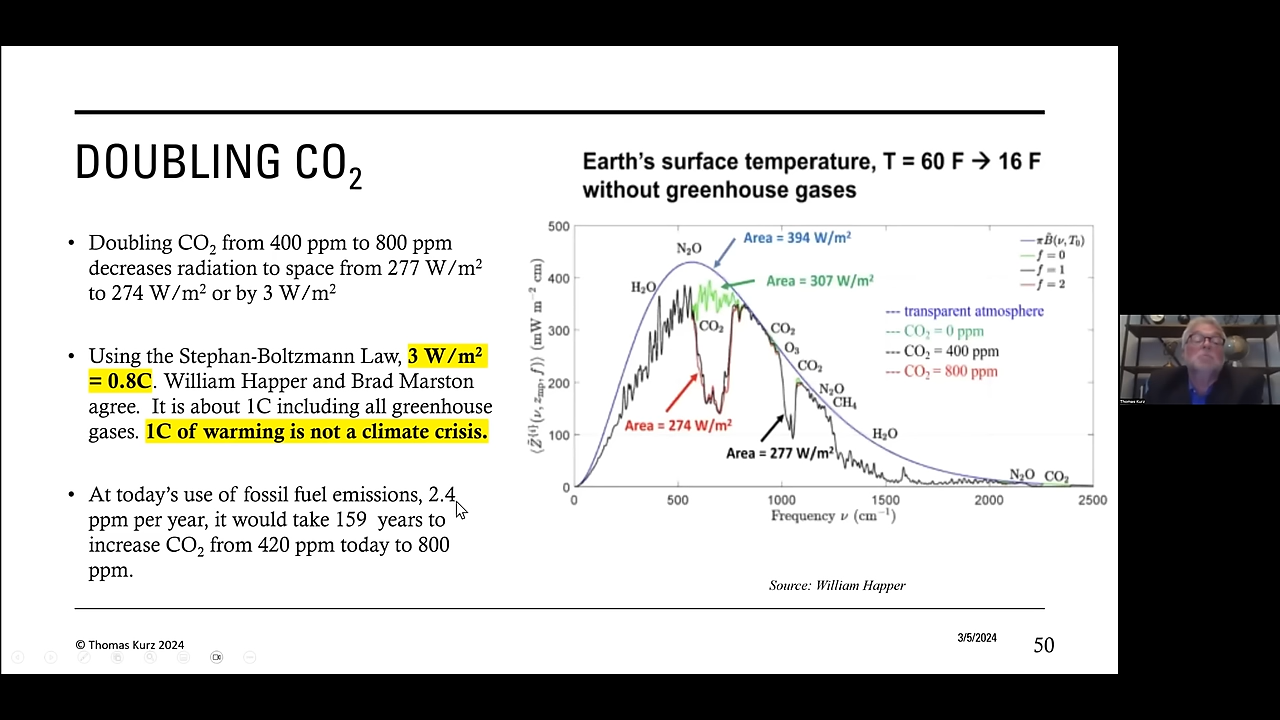 DOUBLING CO₂
• Doubling CO₂ from 400 ppm to 800 ppm
decreases radiation to space from 277 W/m²
to 274 W/m² or by 3 W/m²
• Using the Stephan-Boltzmann Law, 3 W/m²
= 0.8C. William Happer and Brad Marston
agree. It is about 1C including all greenhouse
gases. 1C of warming is not a climate crisis.
• At today's use of fossil fuel emissions, 2.4
ppm per year, it would take 159 years to
increase CO₂ from 420 ppm today to 800
ppm.
Earth's surface temperature, T = 60 F → 16 F
without greenhouse gases
500
400
300
200
100
0
⟨Z̃^{i}(ν, z_mp, f)⟩ (mW m⁻² cm)
N₂O
Area = 394 W/m²
H₂O
Area = 307 W/m²
CO₂
CO₂
O₃
CO₂
N₂O
CH₄
H₂O
N₂O CO₂
Area = 274 W/m²
Area = 277 W/m²
πB̃(ν,T₀)
f = 0
f = 1
f = 2
--- transparent atmosphere
--- CO₂ = 0 ppm
--- CO₂ = 400 ppm
--- CO₂ = 800 ppm
0 500 1000 1500 2000 2500
Frequency ν (cm⁻¹)
Source: William Happer
© Thomas Kurz 2024
3/5/2024
50
Thomas Kurz